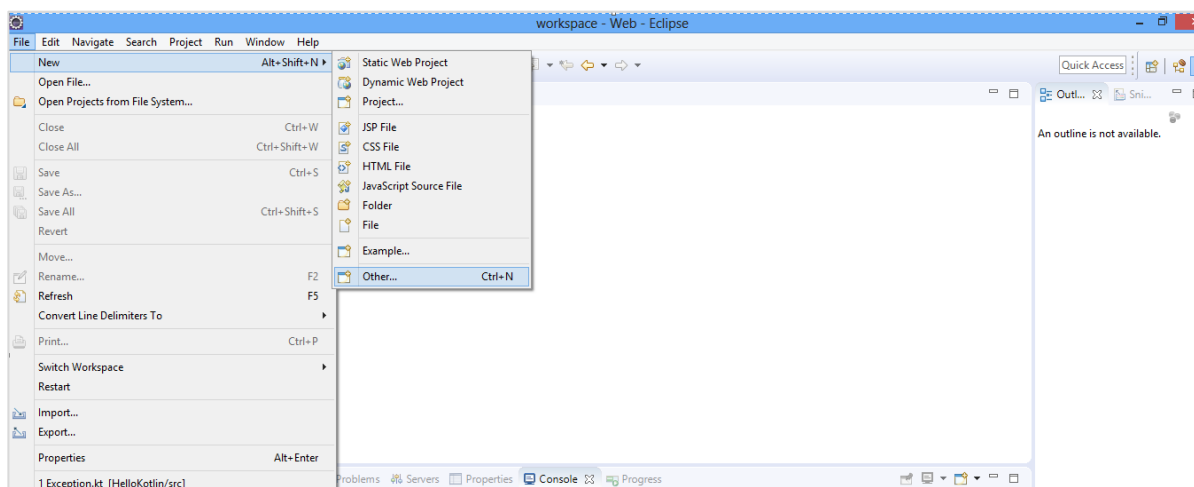 workspace - Web - Eclipse
File Edit Navigate Search Project Run Window Help
New Alt+Shift+N
Open File...
Open Projects from File System...
Close Ctrl+W
Close All Ctrl+Shift+W
Save Ctrl+S
Save As...
Save All Ctrl+Shift+S
Revert
Move...
Rename... F2
Refresh F5
Convert Line Delimiters To
Print... Ctrl+P
Switch Workspace
Restart
Import...
Export...
Properties Alt+Enter
1 Exception.kt [HelloKotlin/src]
Static Web Project
Dynamic Web Project
Project...
JSP File
CSS File
HTML File
JavaScript Source File
Folder
File
Example...
Other... Ctrl+N
Quick Access
Outl... Sni...
An outline is not available.
Problems Servers Properties Console Progress